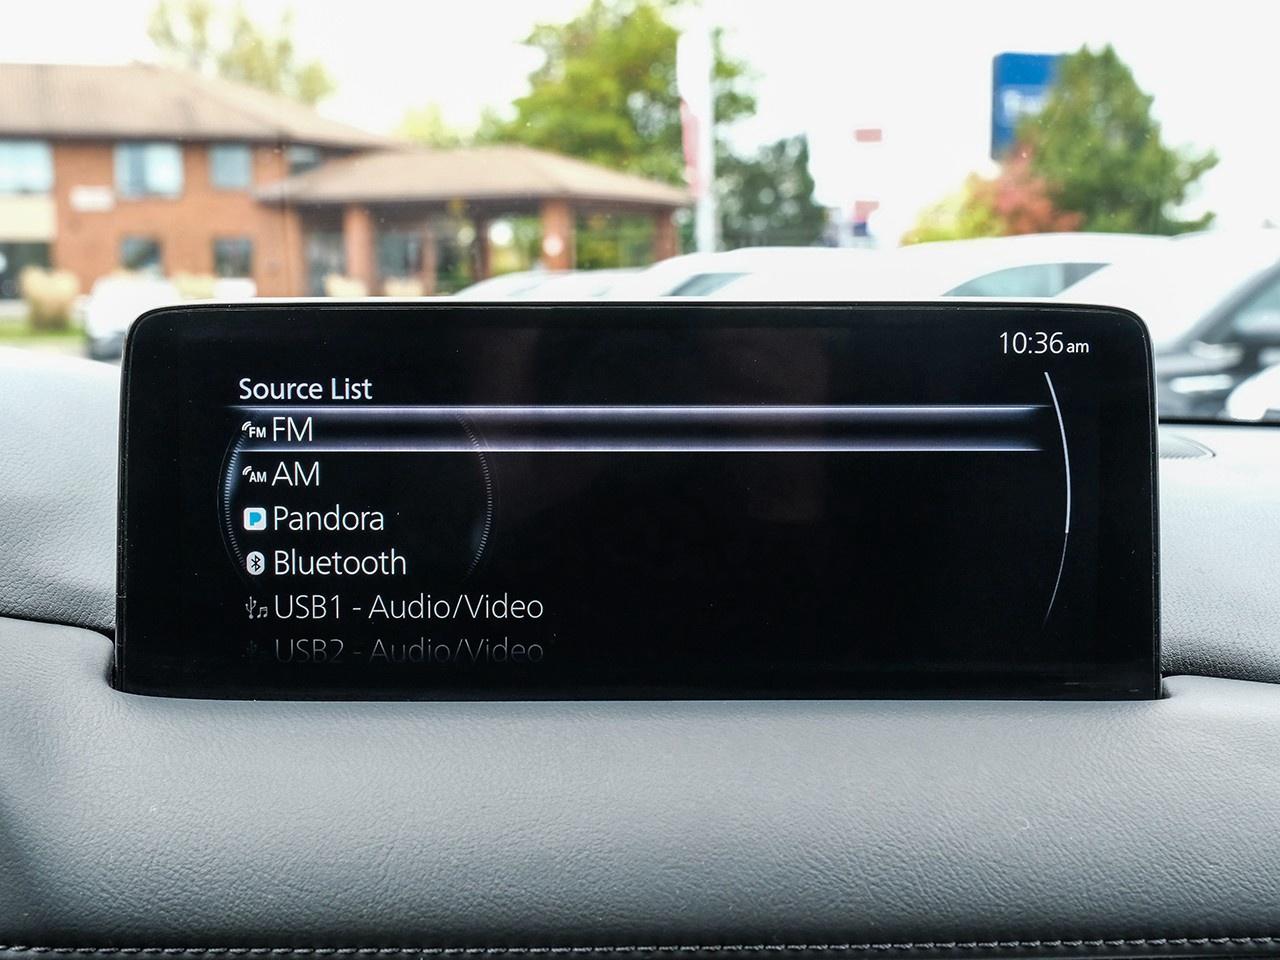 10:36am
Source List
FM FM
AM AM
Pandora
Bluetooth
USB1 - Audio/Video
USB2 - Audio/Video